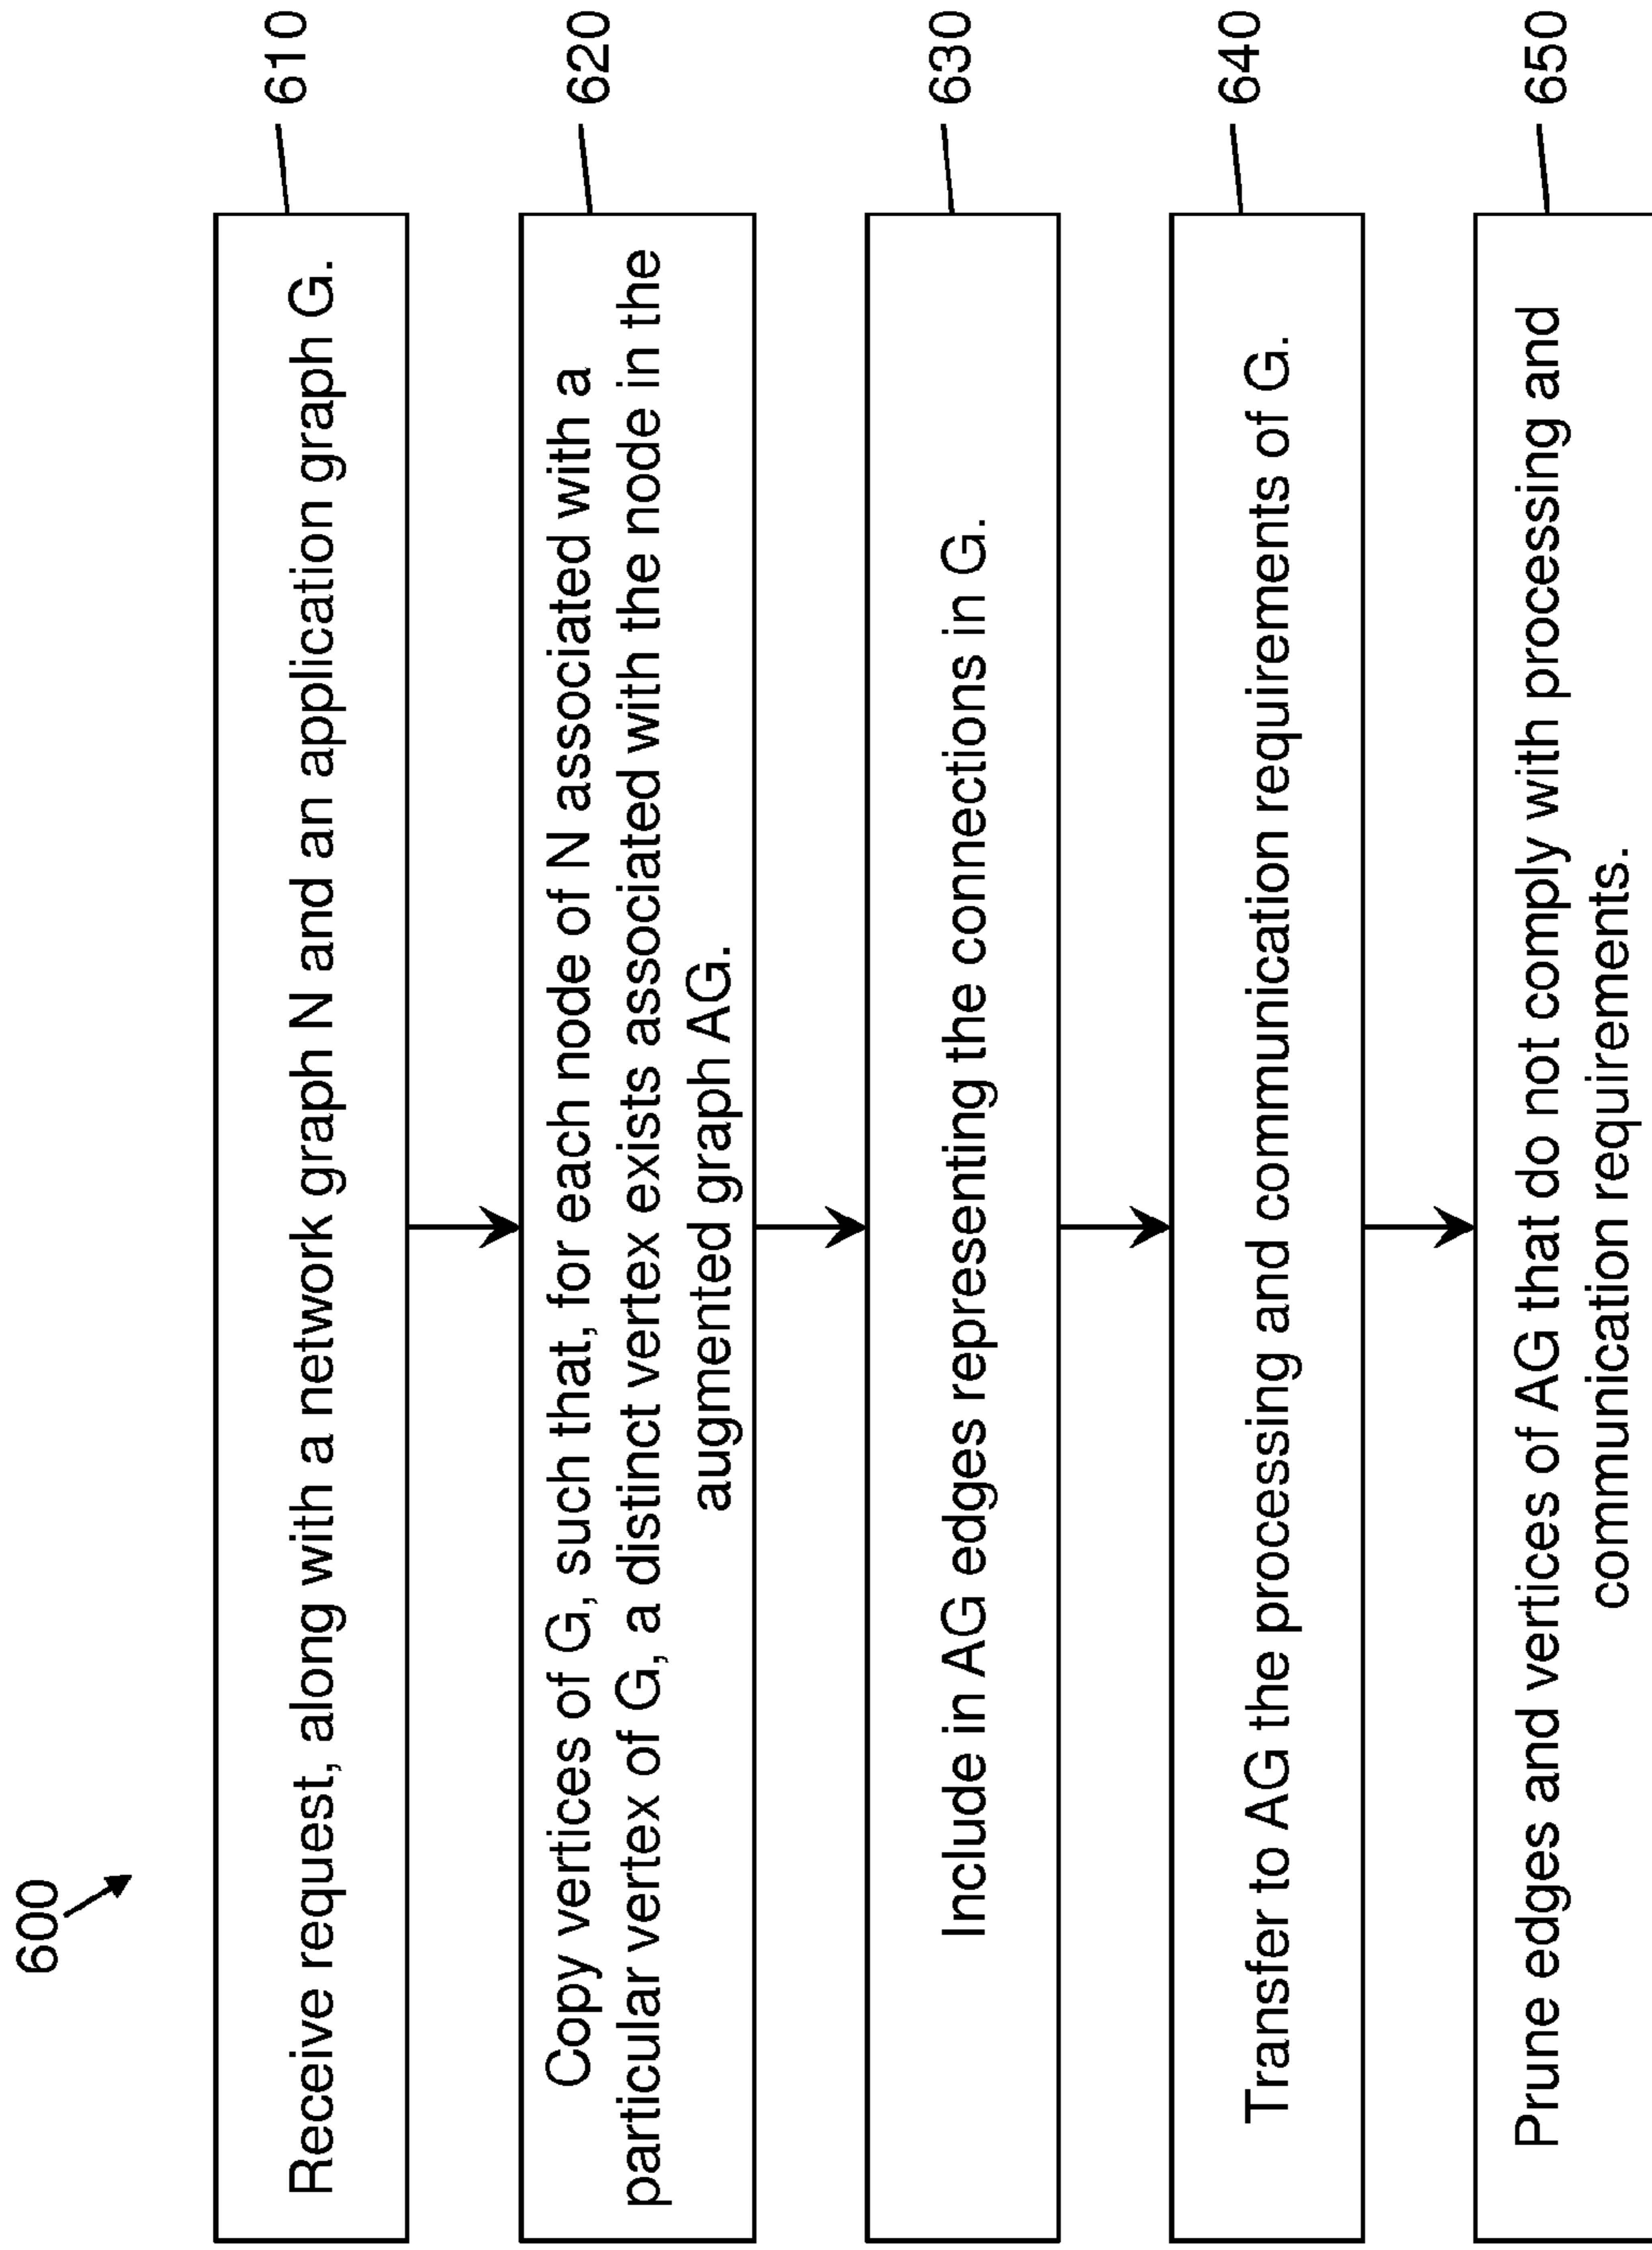 600
Receive request, along with a network graph N and an application graph G.
610
Copy vertices of G, such that, for each node of N associated with a
particular vertex of G, a distinct vertex exists associated with the node in the
augmented graph AG.
620
Include in AG edges representing the connections in G.
630
Transfer to AG the processing and communication requirements of G.
640
Prune edges and vertices of AG that do not comply with processing and
communication requirements.
650